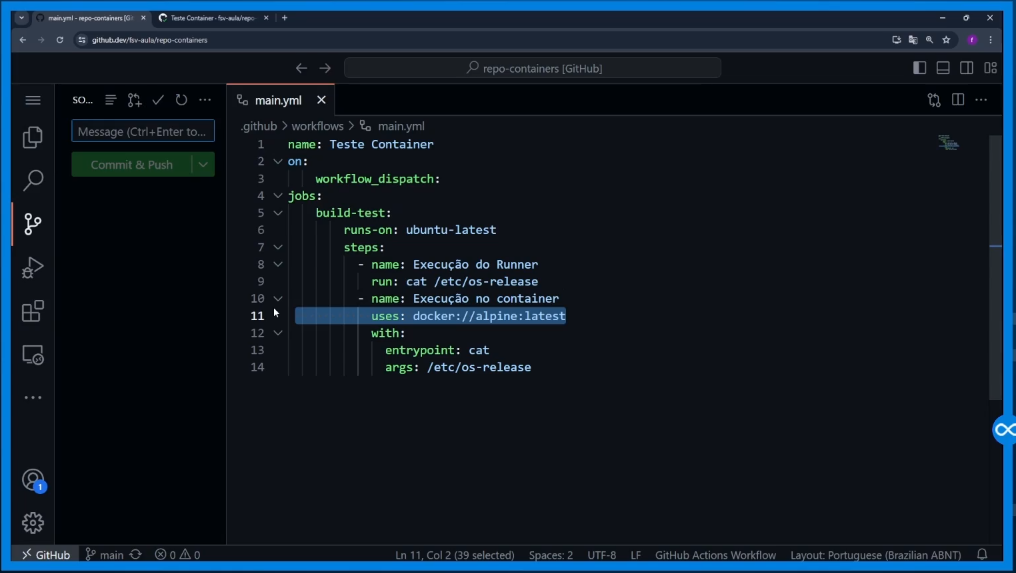 main.yml - repo-containers [Gi
Teste Container · fsv-aula/repo-
github.dev/fsv-aula/repo-containers
repo-containers [GitHub]
SO...
main.yml
Message (Ctrl+Enter to...
.github > workflows > main.yml
Commit & Push
1 name: Teste Container
2 on:
3 workflow_dispatch:
4 jobs:
5 build-test:
6 runs-on: ubuntu-latest
7 steps:
8 - name: Execução do Runner
9 run: cat /etc/os-release
10 - name: Execução no container
11 uses: docker://alpine:latest
12 with:
13 entrypoint: cat
14 args: /etc/os-release
1
GitHub
main
0 0
Ln 11, Col 2 (39 selected)
Spaces: 2
UTF-8
LF
GitHub Actions Workflow
Layout: Portuguese (Brazilian ABNT)